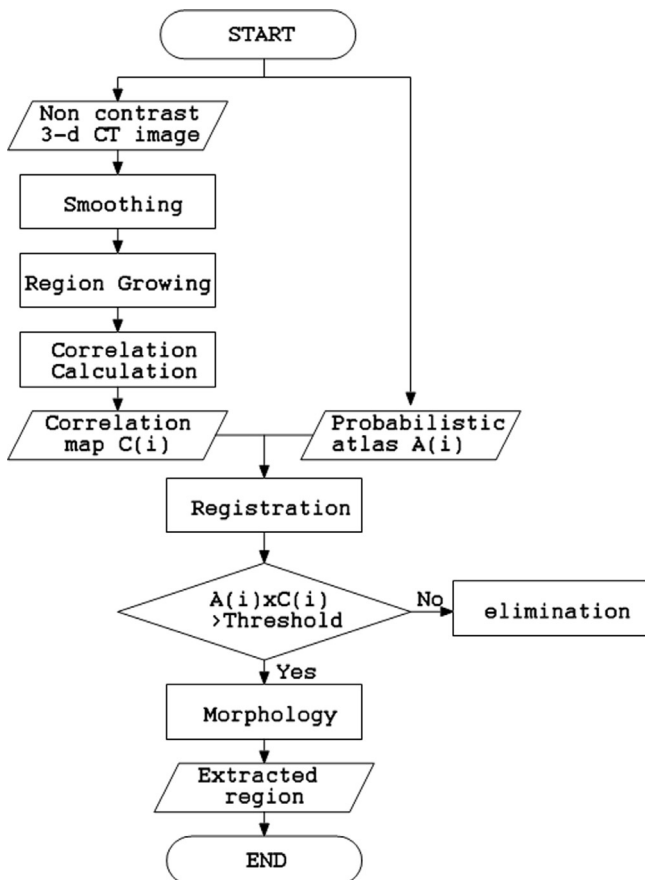 START
Non contrast
3-d CT image
Smoothing
Region Growing
Correlation
Calculation
Correlation
map C(i)
Probabilistic
atlas A(i)
Registration
A(i)xC(i)
>Threshold
No
elimination
Yes
Morphology
Extracted
region
END